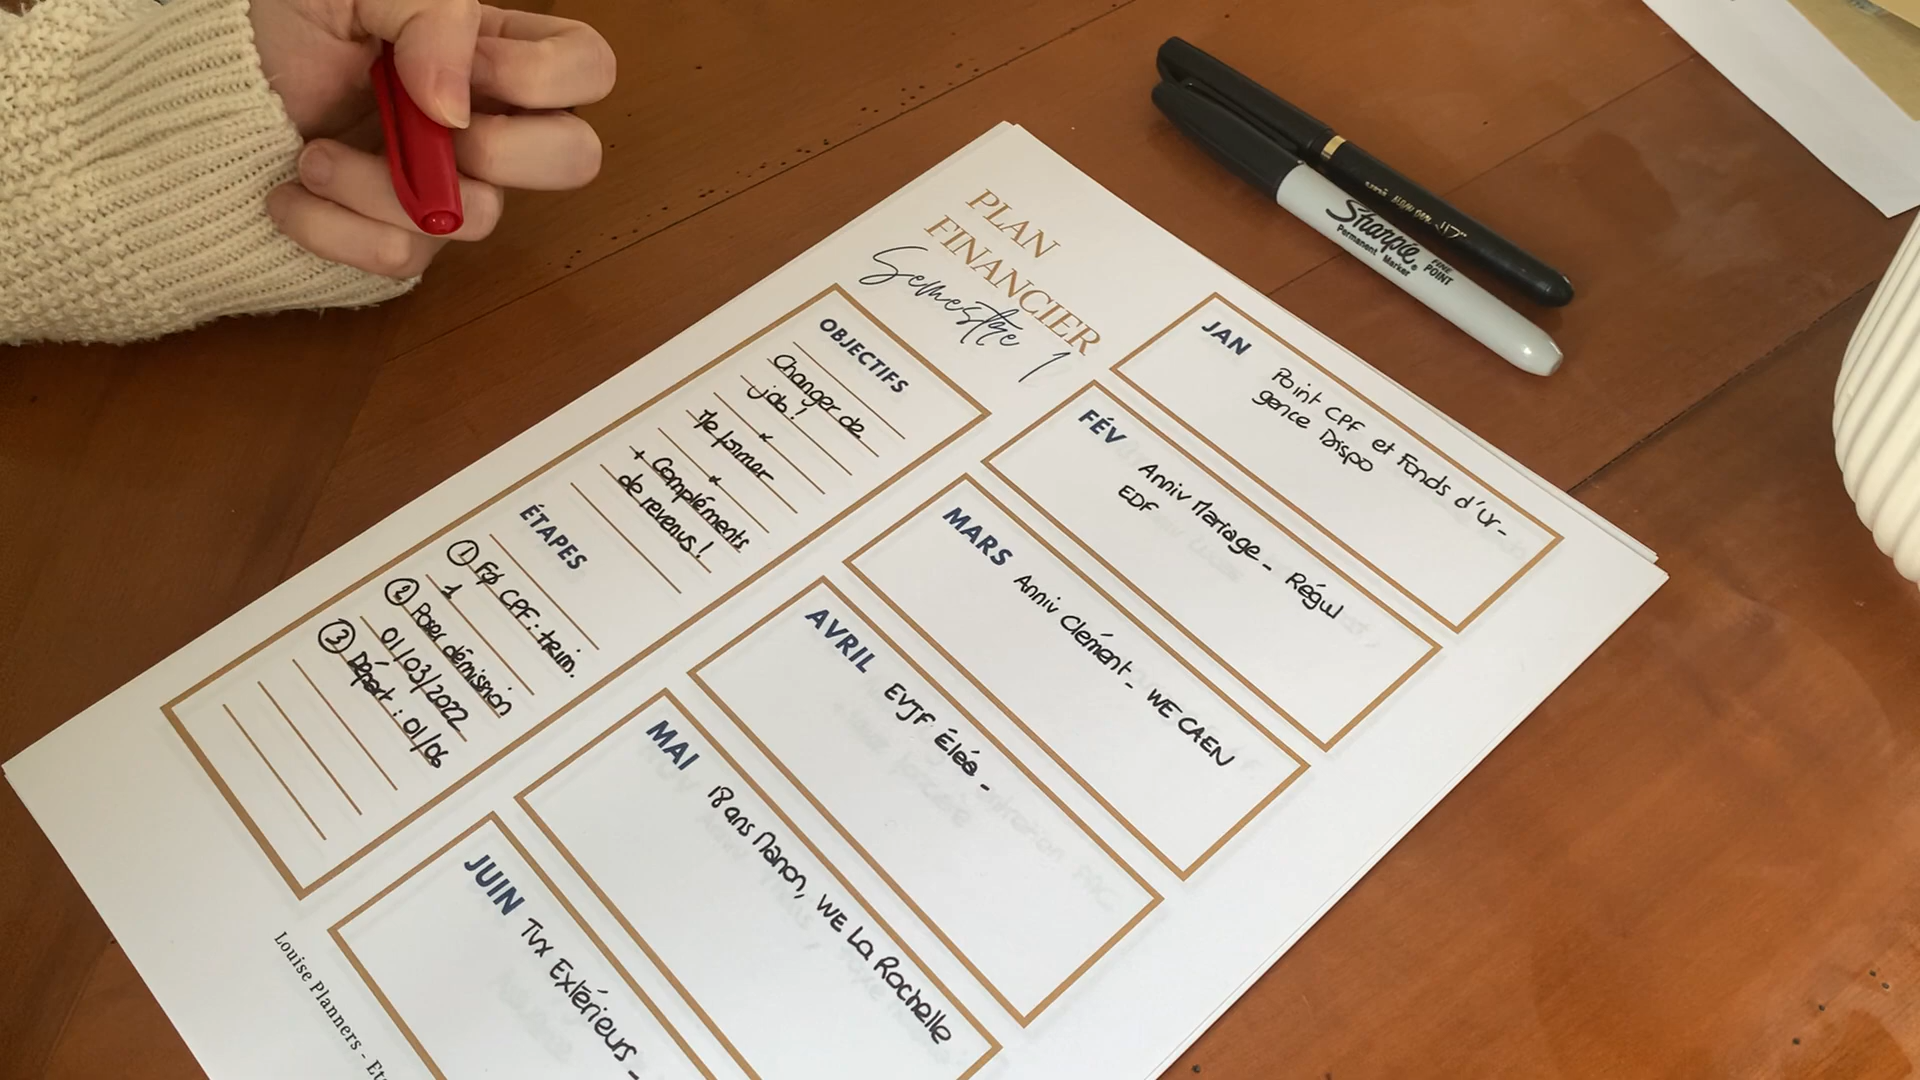 PLAN
FINANCIER
Semestre 1
OBJECTIFS
Changer de
job !
Me former
+ Compléments
de revenus !
ÉTAPES
① CPF : trim.
1
② Poser démission
01/03/2022
③ Départ : 01/06
JAN
Point CPF et Fonds d'Ur-
gence Dispo
FÉV
Anniv Mariage - Régul
EDF
MARS
Anniv Clément - WE CAEN
AVRIL
EVJF Éléa -
MAI
18 ans Manon, WE La Rochelle
JUIN
Tvx Extérieurs -
Louise Planners -
Sharpie
Permanent Marker
FINE
POINT